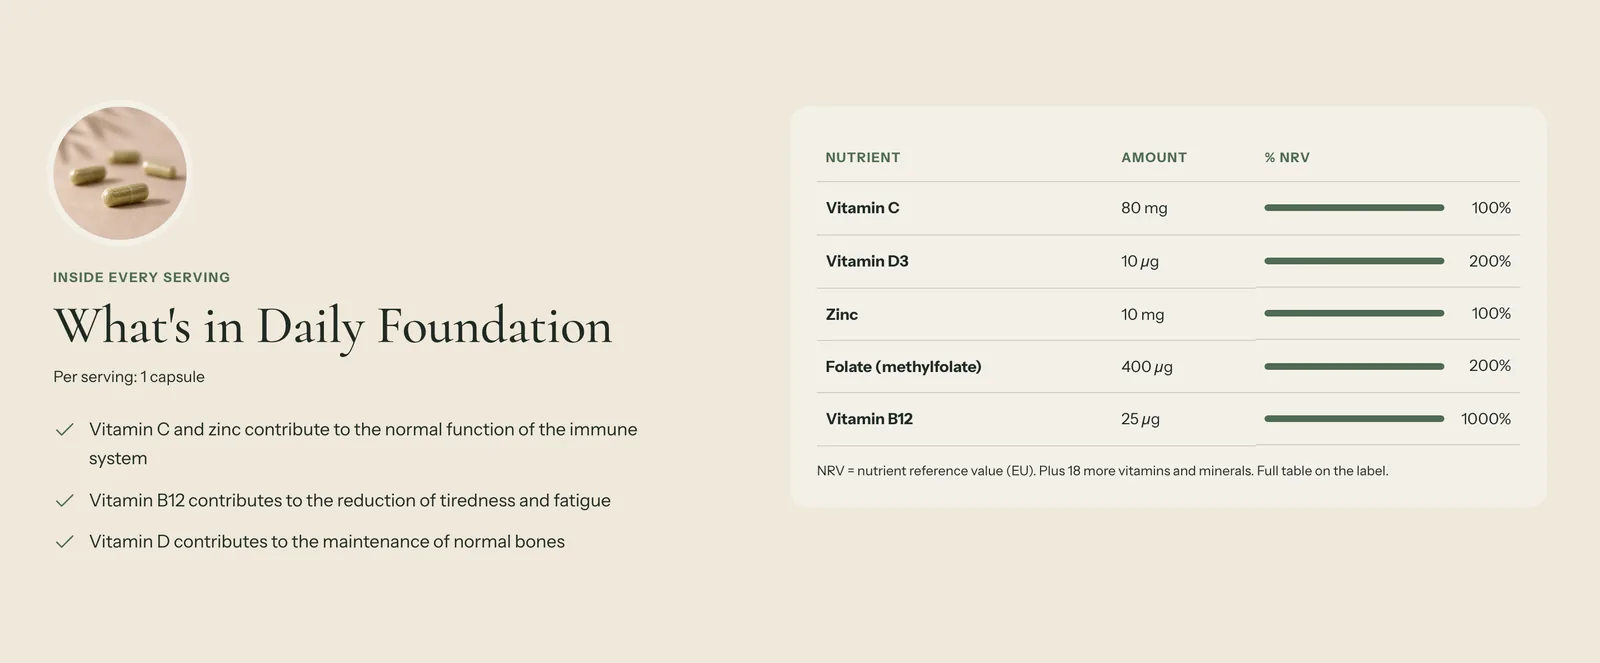 INSIDE EVERY SERVING
What's in Daily Foundation
Per serving: 1 capsule
Vitamin C and zinc contribute to the normal function of the immune
system
Vitamin B12 contributes to the reduction of tiredness and fatigue
Vitamin D contributes to the maintenance of normal bones
NUTRIENT AMOUNT % NRV
Vitamin C 80 mg 100%
Vitamin D3 10 µg 200%
Zinc 10 mg 100%
Folate (methylfolate) 400 µg 200%
Vitamin B12 25 µg 1000%
NRV = nutrient reference value (EU). Plus 18 more vitamins and minerals. Full table on the label.